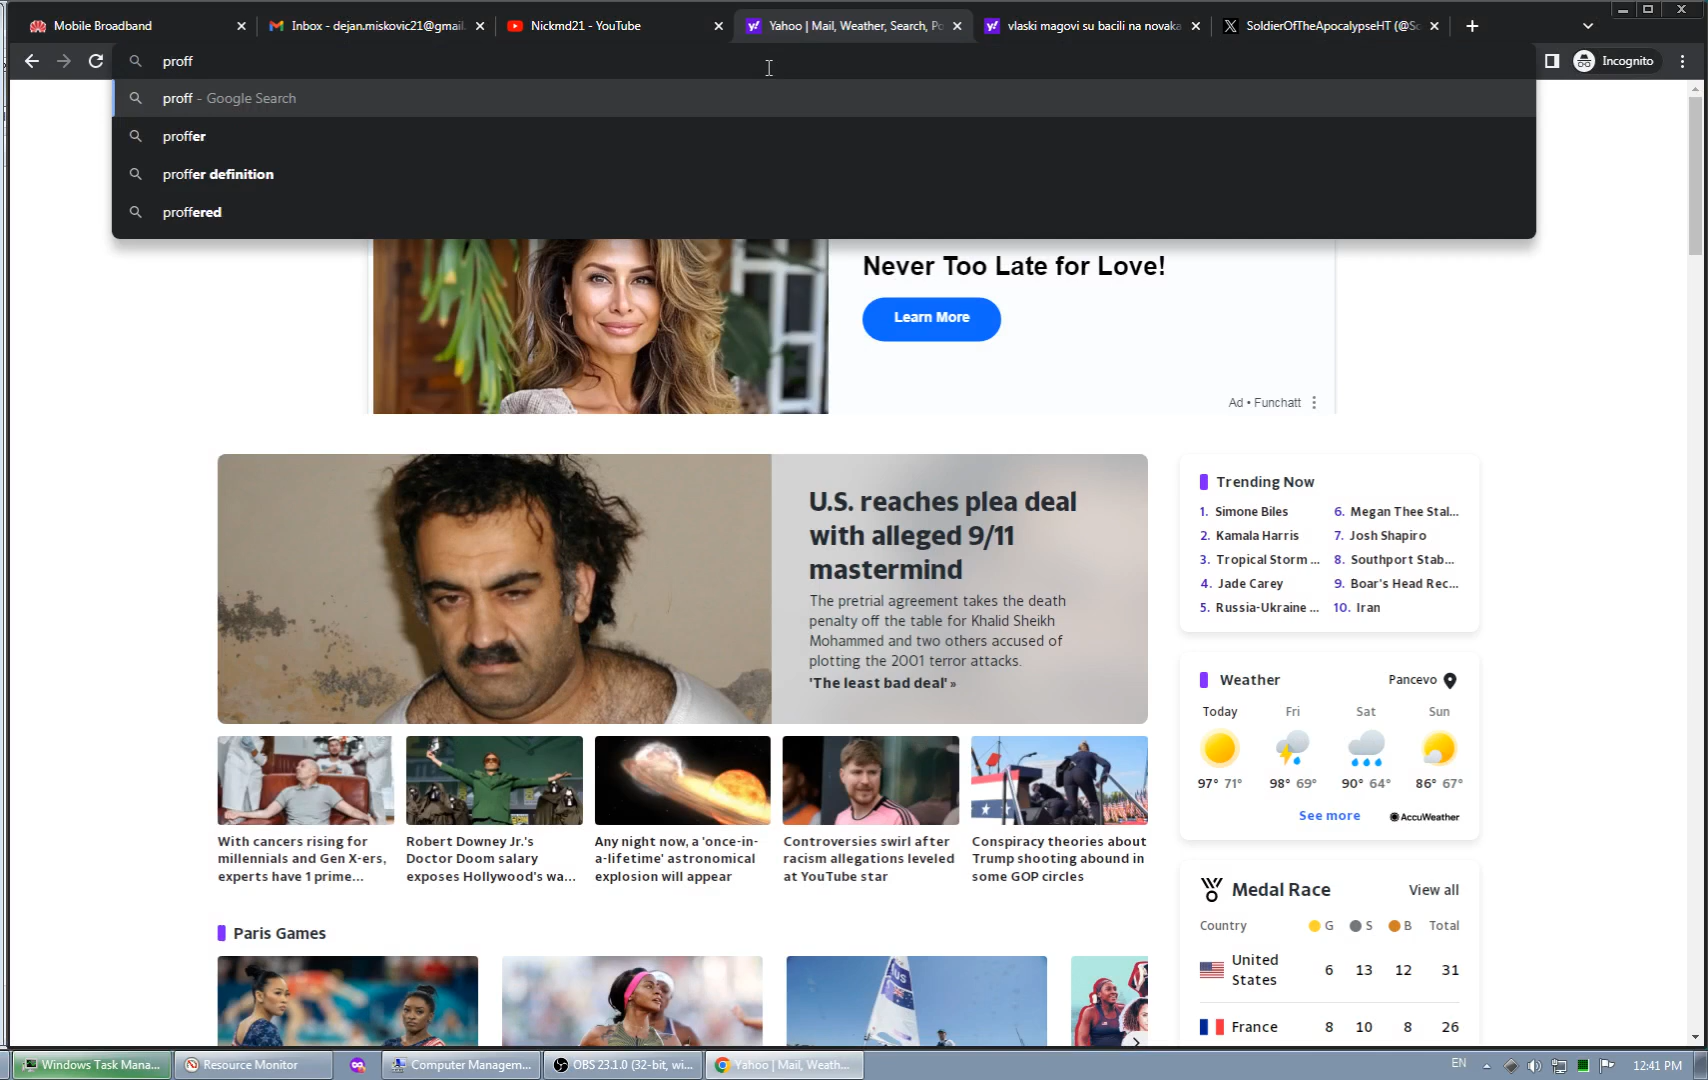 Mobile Broadband
Inbox - dejan.miskovic21@gmail.
Nickmd21 - YouTube
Yahoo | Mail, Weather, Search, Po
vlaski magovi su bacili na novaka
SoldierOfTheApocalypseHT (@So
proff
Incognito
proff - Google Search
proffer
proffer definition
proffered
Never Too Late for Love!
Learn More
Ad • Funchatt
U.S. reaches plea deal
with alleged 9/11
mastermind
The pretrial agreement takes the death
penalty off the table for Khalid Sheikh
Mohammed and two others accused of
plotting the 2001 terror attacks.
'The least bad deal' »
With cancers rising for
millennials and Gen X-ers,
experts have 1 prime...
Robert Downey Jr.'s
Doctor Doom salary
exposes Hollywood's wa...
Any night now, a 'once-in-
a-lifetime' astronomical
explosion will appear
Controversies swirl after
racism allegations leveled
at YouTube star
Conspiracy theories about
Trump shooting abound in
some GOP circles
Paris Games
Trending Now
1. Simone Biles
2. Kamala Harris
3. Tropical Storm ...
4. Jade Carey
5. Russia-Ukraine ...
6. Megan Thee Stal...
7. Josh Shapiro
8. Southport Stab...
9. Boar's Head Rec...
10. Iran
Weather
Pancevo
Today Fri Sat Sun
97° 71° 98° 69° 90° 64° 86° 67°
See more
AccuWeather
Medal Race
View all
Country G S B Total
United States 6 13 12 31
France 8 10 8 26
Windows Task Mana...
Resource Monitor
Computer Managem...
OBS 23.1.0 (32-bit, wi...
Yahoo | Mail, Weath...
EN
12:41 PM